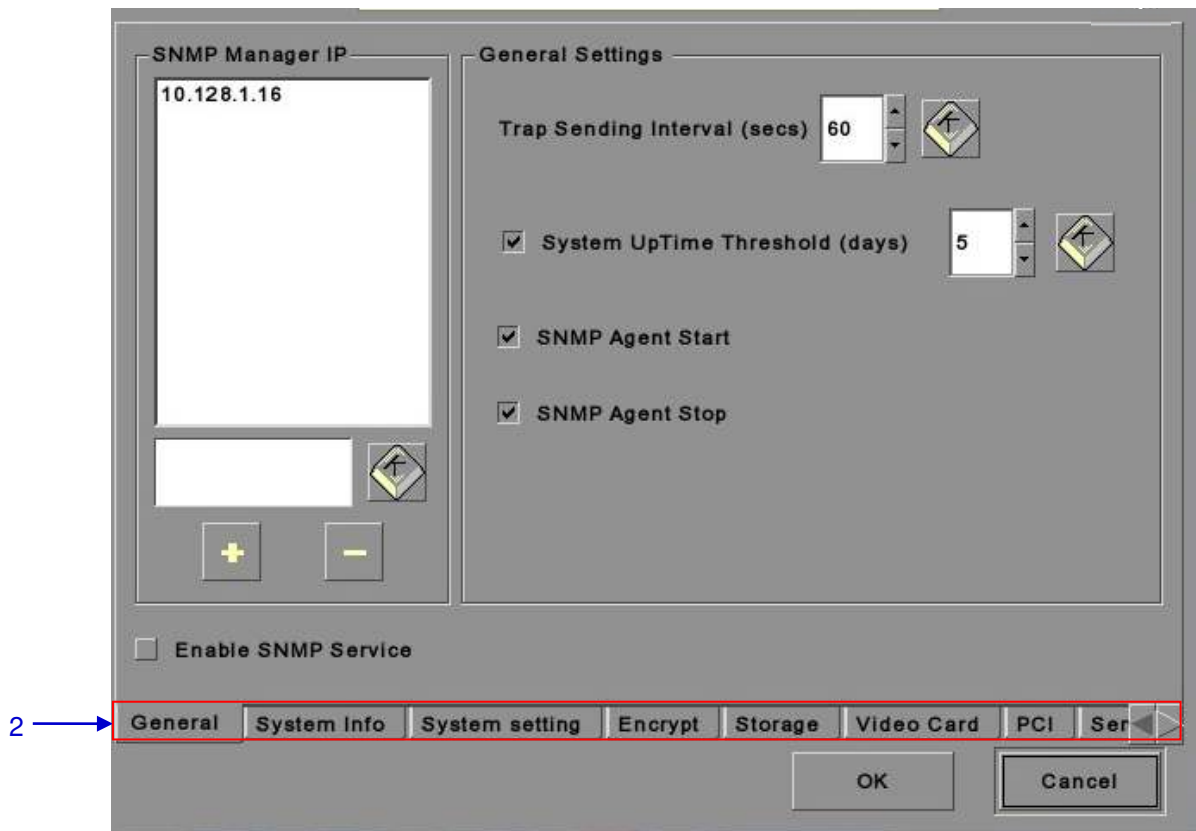 SNMP Manager IP
10.128.1.16
General Settings
Trap Sending Interval (secs) 60
System UpTime Threshold (days) 5
SNMP Agent Start
SNMP Agent Stop
Enable SNMP Service
2
General System Info System setting Encrypt Storage Video Card PCI Ser
OK Cancel